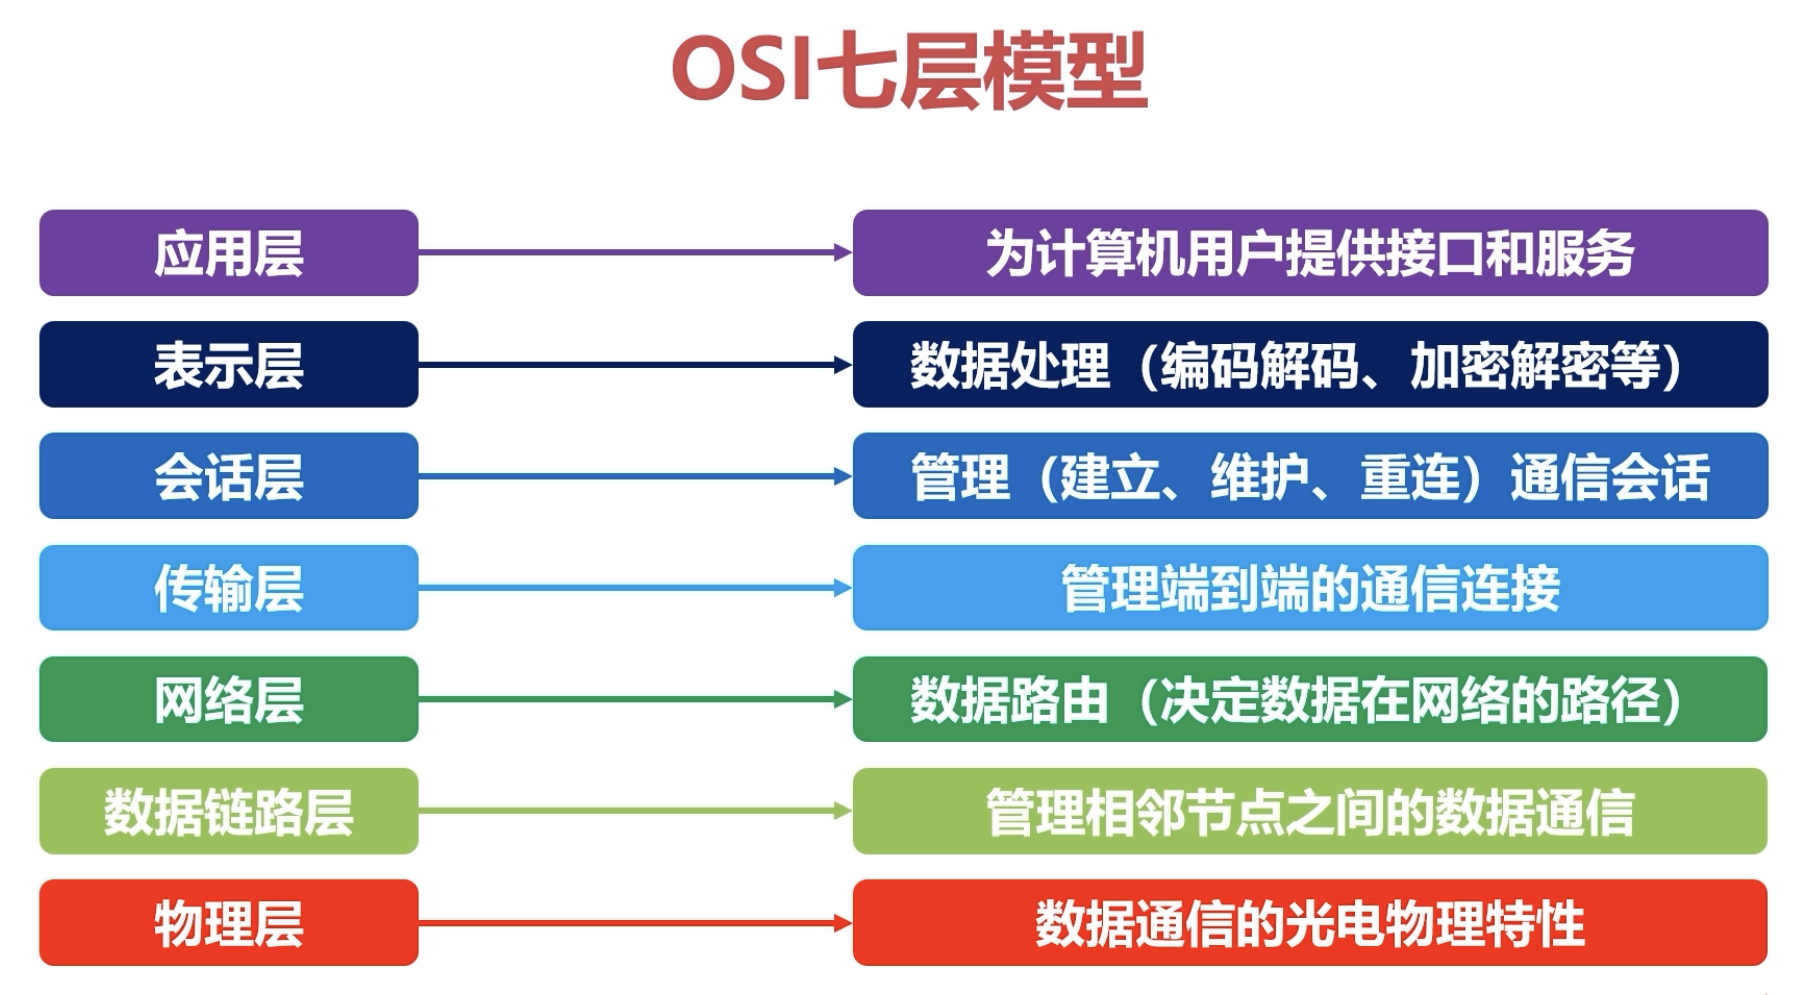 OSI七层模型
应用层
为计算机用户提供接口和服务
表示层
数据处理（编码解码、加密解密等）
会话层
管理（建立、维护、重连）通信会话
传输层
管理端到端的通信连接
网络层
数据路由（决定数据在网络的路径）
数据链路层
管理相邻节点之间的数据通信
物理层
数据通信的光电物理特性